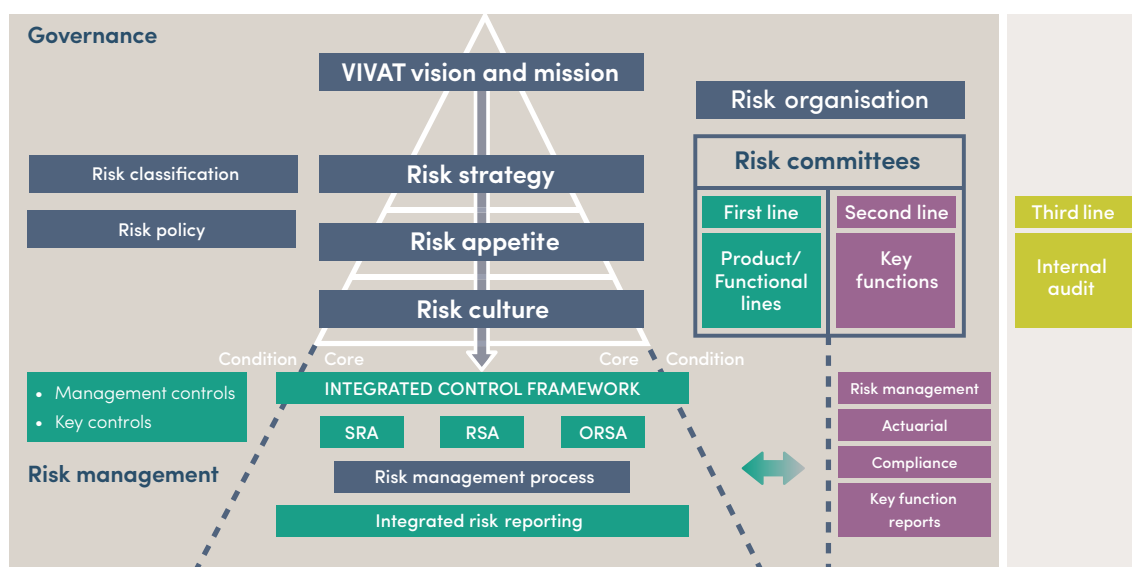 Governance
VIVAT vision and mission
Risk organisation
Risk committees
Risk classification
Risk strategy
Risk policy
Risk appetite
Risk culture
First line
Second line
Third line
Product/
Functional
lines
Key
functions
Internal
audit
Condition
Core
Core
Condition
• Management controls
• Key controls
INTEGRATED CONTROL FRAMEWORK
SRA
RSA
ORSA
Risk management
Risk management process
Integrated risk reporting
Risk management
Actuarial
Compliance
Key function
reports